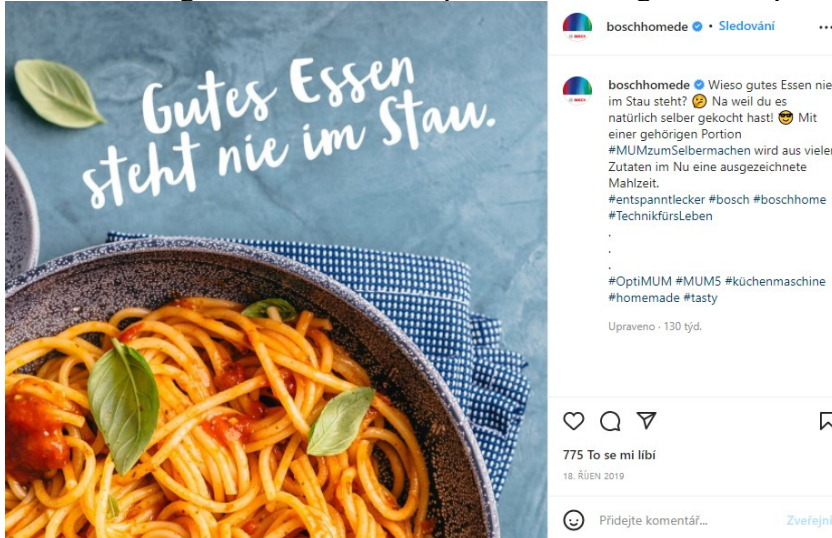 Gutes Essen
steht nie im Stau.
boschhomede • Sledování
boschhomede Wieso gutes Essen nie
im Stau steht? 🤔 Na weil du es
natürlich selber gekocht hast! 😎 Mit
einer gehörigen Portion
#MUMzumSelbermachen wird aus vielen
Zutaten im Nu eine ausgezeichnete
Mahlzeit.
#entspanntlecker #bosch #boschhome
#TechnikfürsLeben
.
.
.
#OptiMUM #MUM5 #küchenmaschine
#homemade #tasty
Upraveno · 130 týd.
775 To se mi líbí
18. ŘÍJEN 2019
Přidejte komentář...
Zveřejni